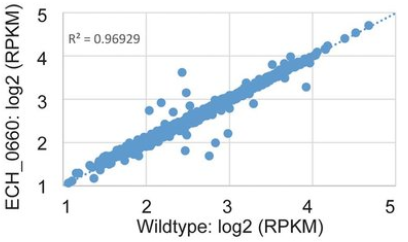 5
R² = 0.96929
4
3
2
1
1 2 3 4 5
ECH_0660: log2 (RPKM)
Wildtype: log2 (RPKM)